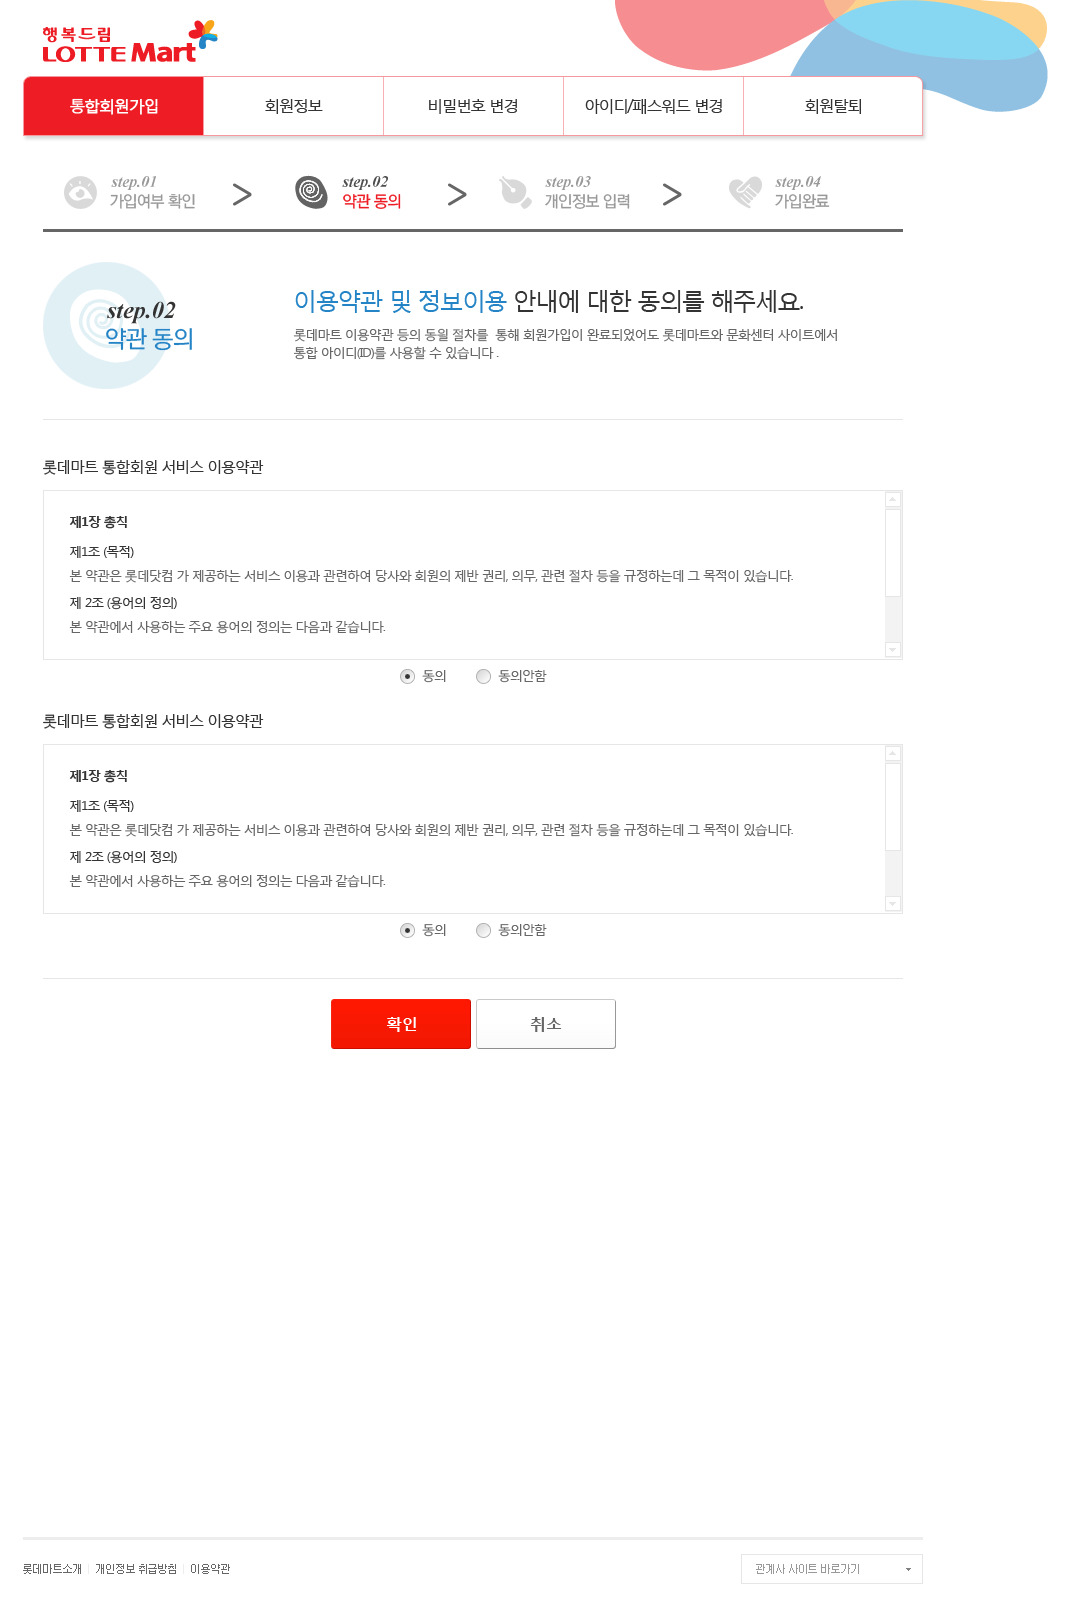 행복드림
LOTTE Mart
통합회원가입 회원정보 비밀번호 변경 아이디/패스워드 변경 회원탈퇴
step.01 step.02 step.03 step.04
가입여부 확인 > 약관 동의 > 개인정보 입력 > 가입완료
step.02
약관 동의
이용약관 및 정보이용 안내에 대한 동의를 해주세요.
롯데마트 이용약관 등의 동읠 절차를 통해 회원가입이 완료되었어도 롯데마트와 문화센터 사이트에서
통합 아이디(ID)를 사용할 수 있습니다 .
롯데마트 통합회원 서비스 이용약관
제1장 총칙
제1조 (목적)
본 약관은 롯데닷컴 가 제공하는 서비스 이용과 관련하여 당사와 회원의 제반 권리, 의무, 관련 절차 등을 규정하는데 그 목적이 있습니다.
제 2조 (용어의 정의)
본 약관에서 사용하는 주요 용어의 정의는 다음과 같습니다.
동의 동의안함
롯데마트 통합회원 서비스 이용약관
제1장 총칙
제1조 (목적)
본 약관은 롯데닷컴 가 제공하는 서비스 이용과 관련하여 당사와 회원의 제반 권리, 의무, 관련 절차 등을 규정하는데 그 목적이 있습니다.
제 2조 (용어의 정의)
본 약관에서 사용하는 주요 용어의 정의는 다음과 같습니다.
동의 동의안함
확인 취소
롯데마트소개 개인정보 취급방침 이용약관 관계사 사이트 바로가기